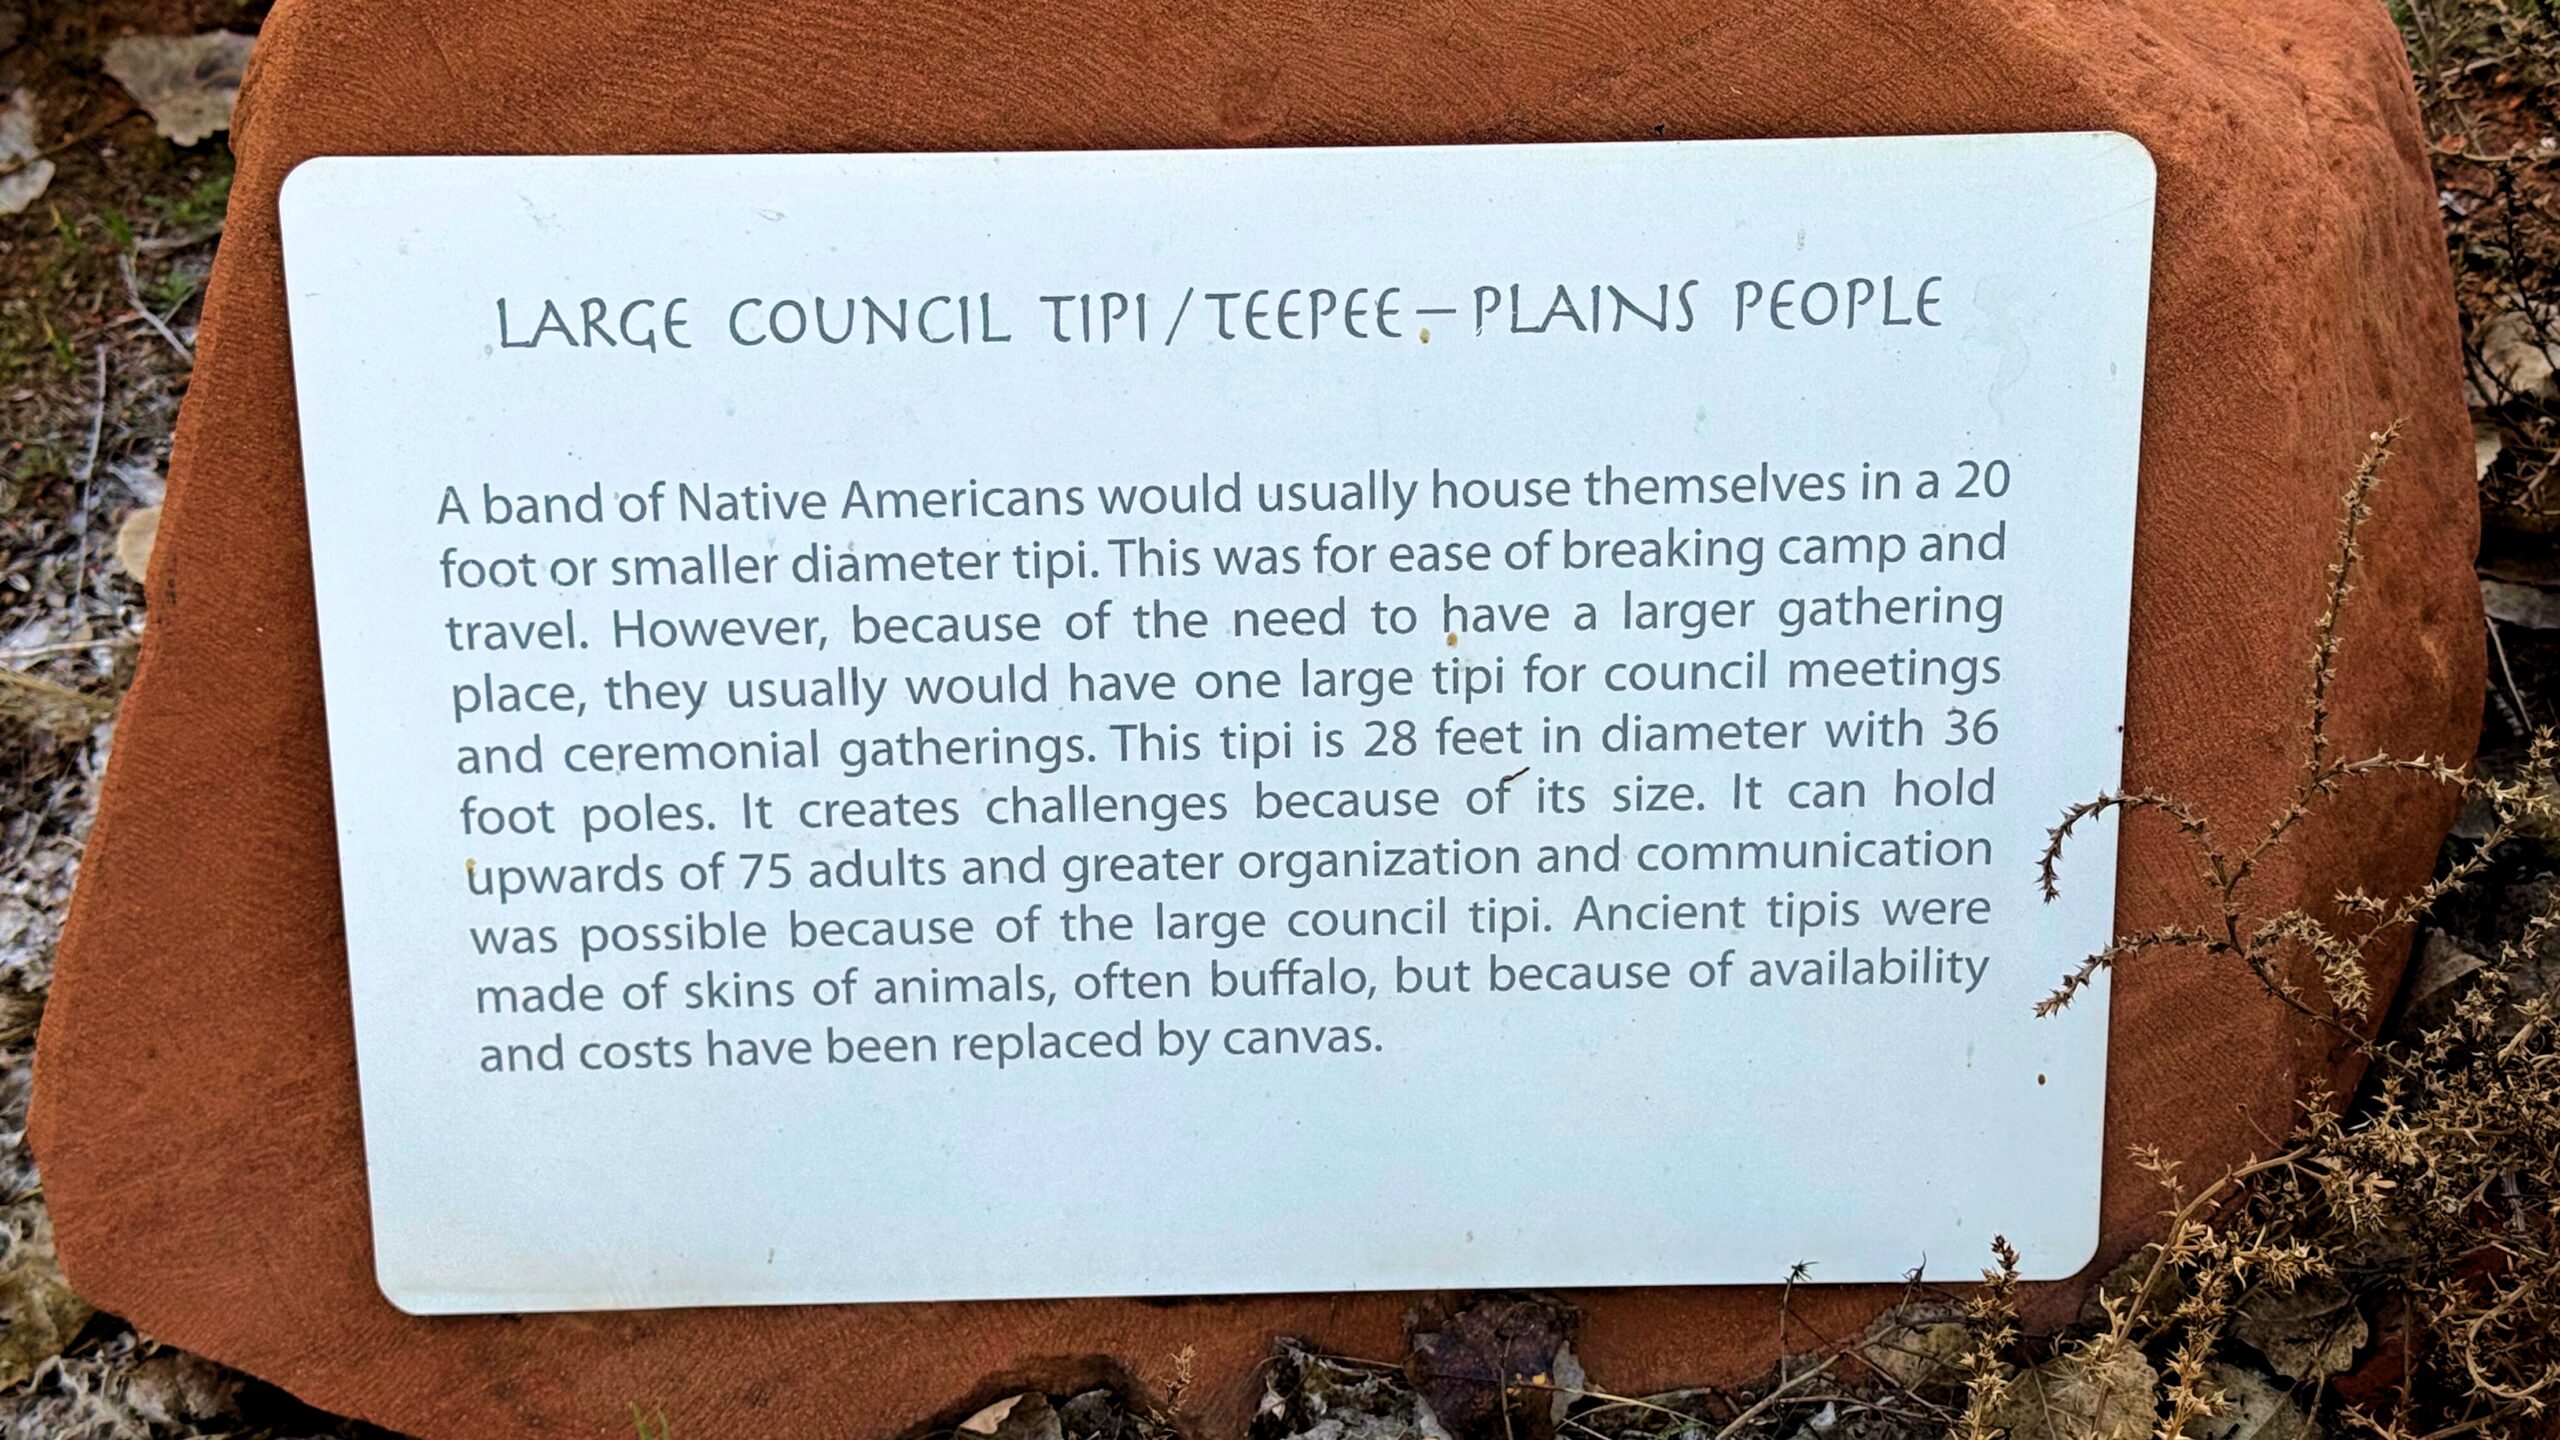 LARGE COUNCIL TIPI/TEEPEE–PLAINS PEOPLE
A band of Native Americans would usually house themselves in a 20
foot or smaller diameter tipi. This was for ease of breaking camp and
travel. However, because of the need to have a larger gathering
place, they usually would have one large tipi for council meetings
and ceremonial gatherings. This tipi is 28 feet in diameter with 36
foot poles. It creates challenges because of its size. It can hold
upwards of 75 adults and greater organization and communication
was possible because of the large council tipi. Ancient tipis were
made of skins of animals, often buffalo, but because of availability
and costs have been replaced by canvas.